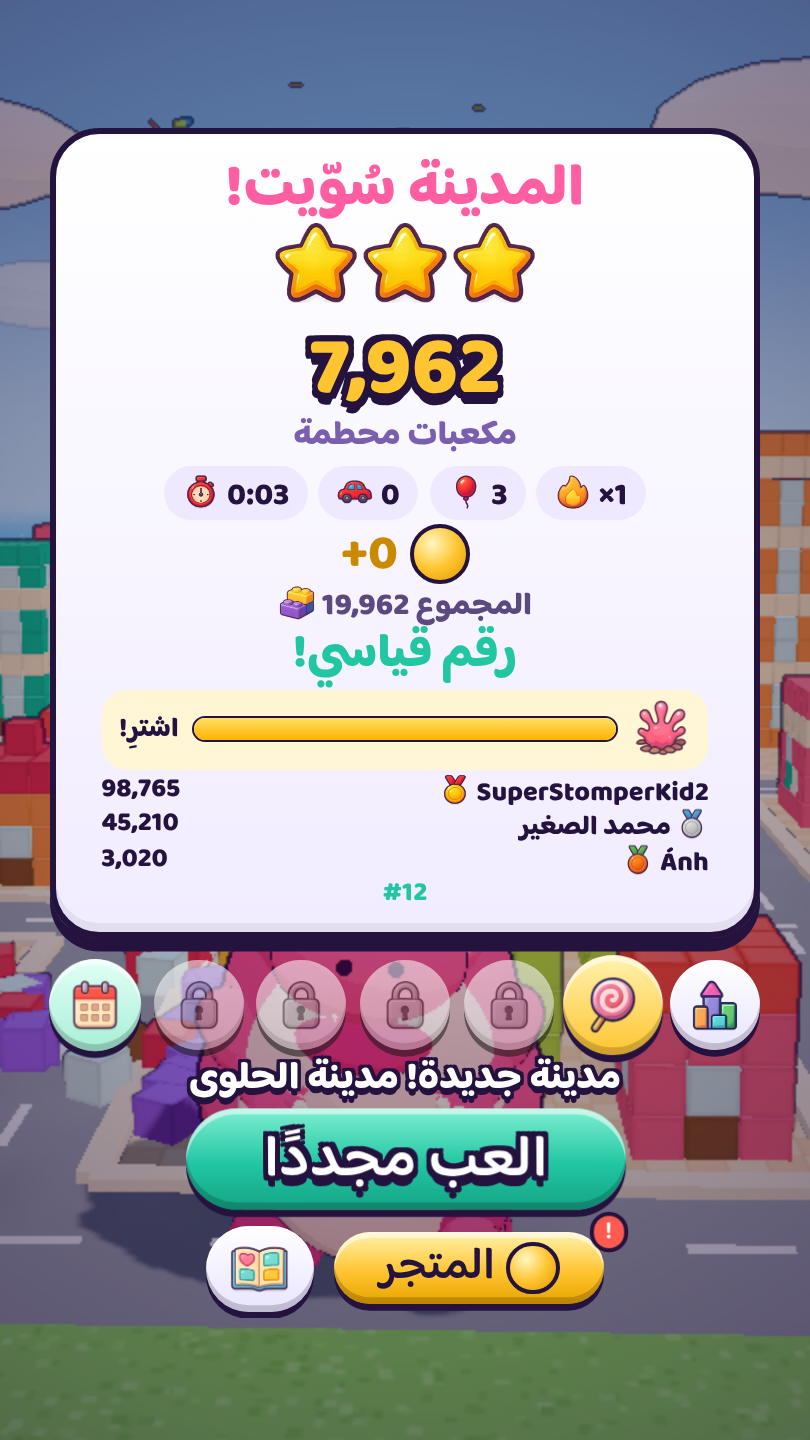 المدينة سُوّيت!
7,962
مكعبات محطمة
×1
3
0
0:03
+0
المجموع 19,962
رقم قياسي!
اشترِ!
SuperStomperKid2 98,765
محمد الصغير 45,210
Ánh 3,020
#12
مدينة جديدة! مدينة الحلوى
العب مجددًا
المتجر
!